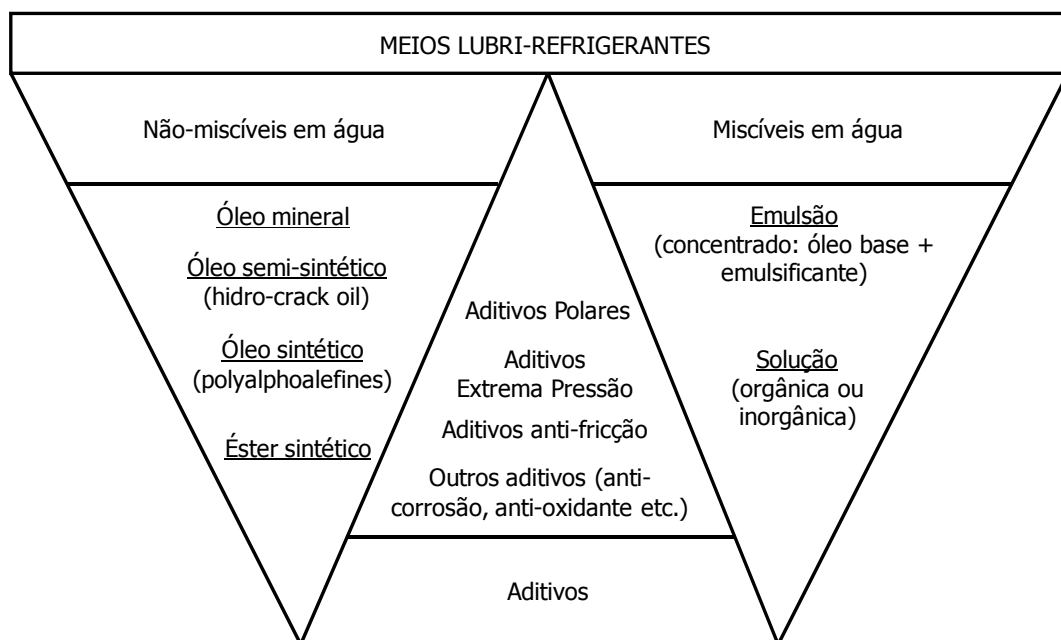 MEIOS LUBRI-REFRIGERANTES
Não-miscíveis em água
Óleo mineral
Óleo semi-sintético
(hidro-crack oil)
Óleo sintético
(polyalphoalefines)
Éster sintético
Aditivos Polares
Aditivos
Extrema Pressão
Aditivos anti-fricção
Outros aditivos (anti-
corrosão, anti-oxidante etc.)
Aditivos
Miscíveis em água
Emulsão
(concentrado: óleo base +
emulsificante)
Solução
(orgânica ou
inorgânica)